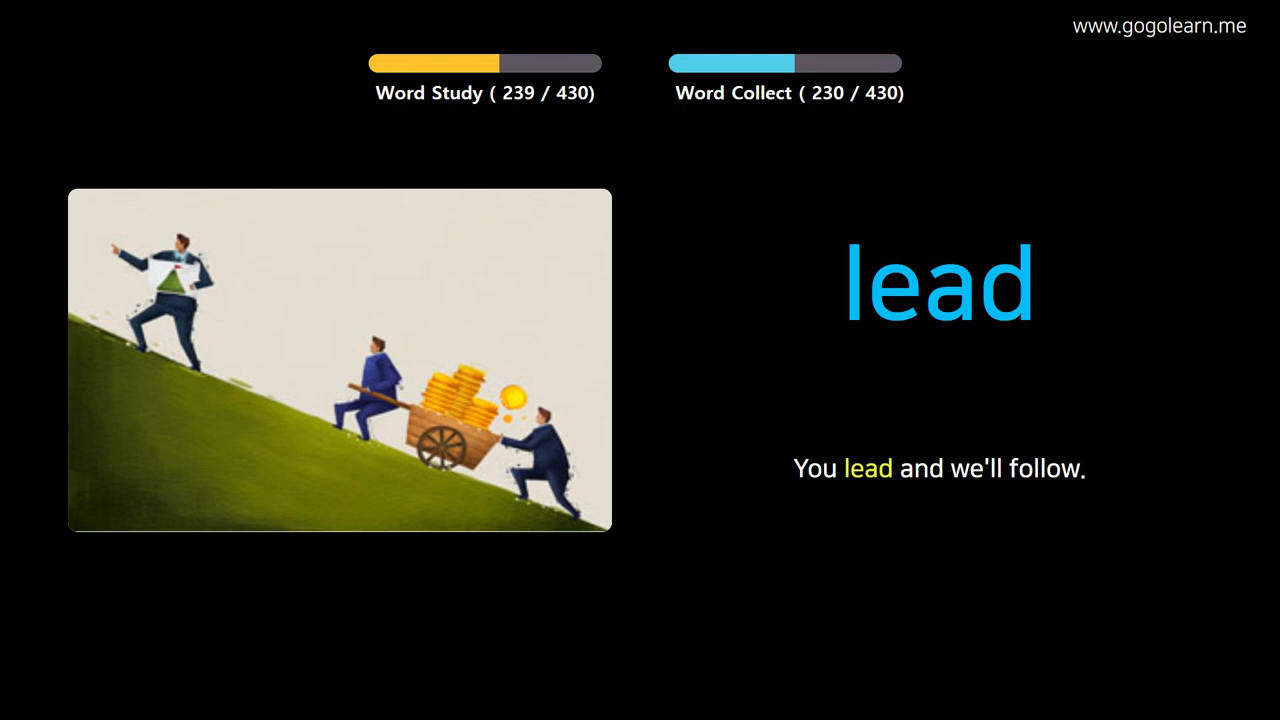 www.gogolearn.me
Word Study ( 239 / 430)
Word Collect ( 230 / 430)
lead
You lead and we'll follow.